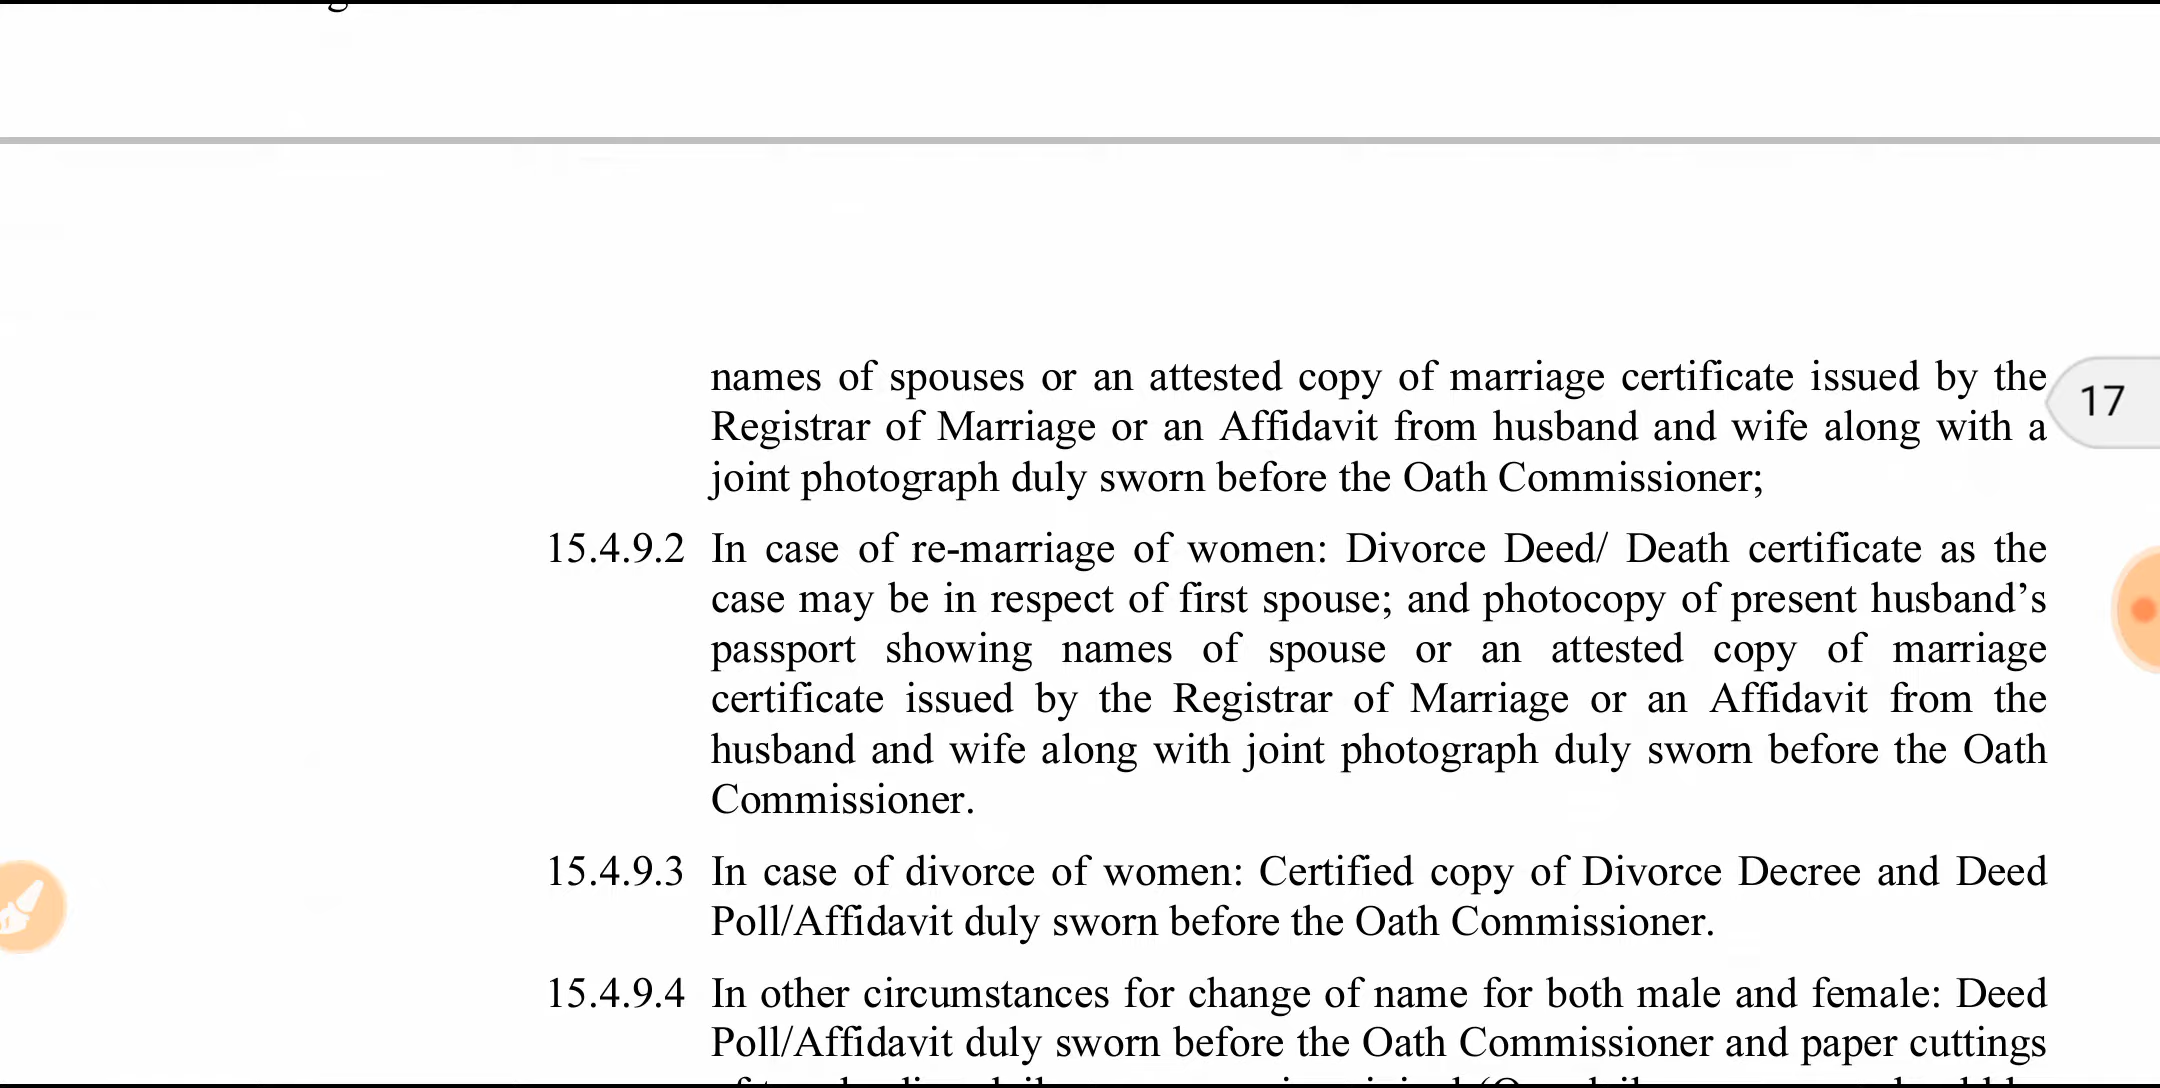 names of spouses or an attested copy of marriage certificate issued by the
17
Registrar of Marriage or an Affidavit from husband and wife along with a
joint photograph duly sworn before the Oath Commissioner;
15.4.9.2 In case of re-marriage of women: Divorce Deed/ Death certificate as the
case may be in respect of first spouse; and photocopy of present husband’s
passport showing names of spouse or an attested copy of marriage
certificate issued by the Registrar of Marriage or an Affidavit from the
husband and wife along with joint photograph duly sworn before the Oath
Commissioner.
15.4.9.3 In case of divorce of women: Certified copy of Divorce Decree and Deed
Poll/Affidavit duly sworn before the Oath Commissioner.
15.4.9.4 In other circumstances for change of name for both male and female: Deed
Poll/Affidavit duly sworn before the Oath Commissioner and paper cuttings